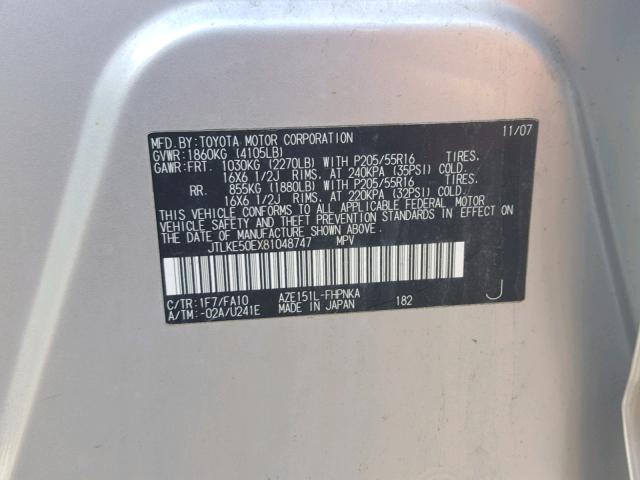 MFD.BY:TOYOTA MOTOR CORPORATION 11/07
GVWR:1860KG (4105LB)
GAWR:FRT. 1030KG (2270LB) WITH P205/55R16 TIRES.
16X6 1/2J RIMS. AT 240KPA (35PSI) COLD.
RR. 855KG (1880LB) WITH P205/55R16 TIRES.
16X6 1/2J RIMS. AT 220KPA (32PSI) COLD.
THIS VEHICLE CONFORMS TO ALL APPLICABLE FEDERAL MOTOR
VEHICLE SAFETY AND THEFT PREVENTION STANDARDS IN EFFECT ON
THE DATE OF MANUFACTURE SHOWN ABOVE.
JTLKE50EX81048747 MPV
C/TR:1F7/FA10 AZE151L-FHPNKA J
A/TM:-02A/U241E MADE IN JAPAN 182